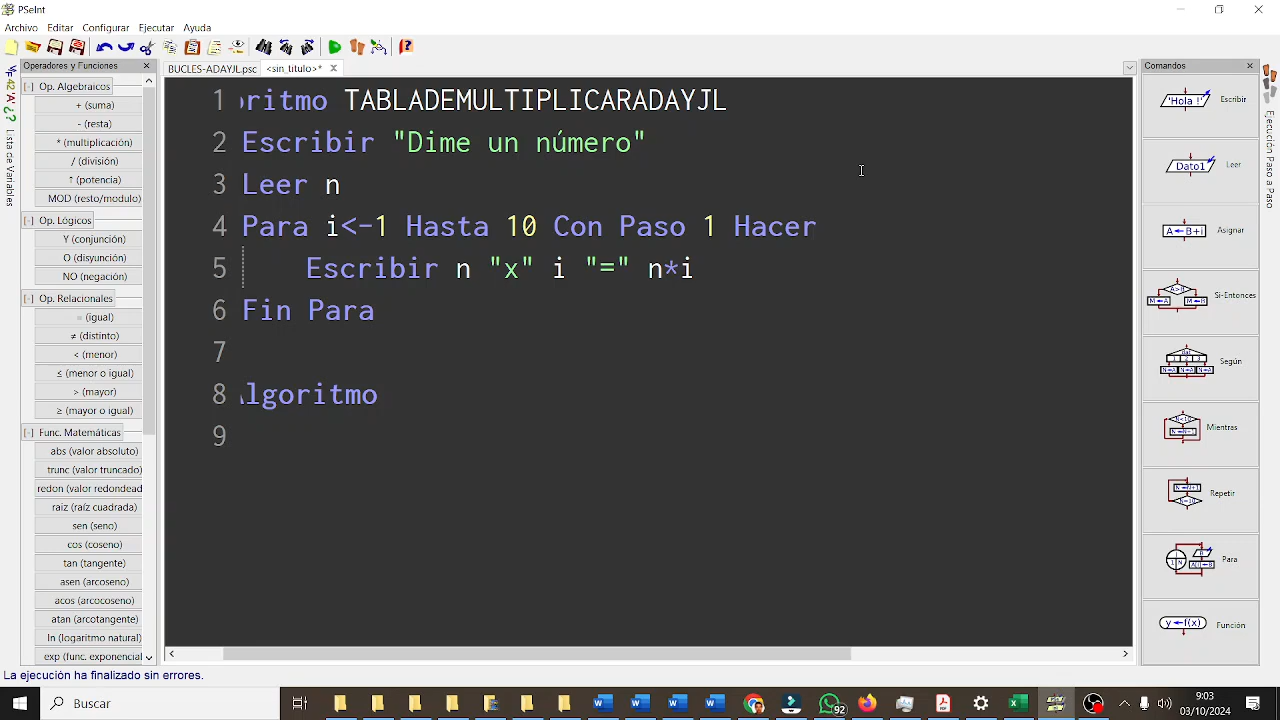 PSeInt
Archivo Editar Configurar Ejecutar Ayuda
Operadores y Funciones
Op. Algebraicos
+ (suma)
- (resta)
* (multiplicación)
/ (división)
↑ (potencia)
MOD (resto/modulo)
Op. Lógicos
Y (conjunción)
O (disyunción)
NO (negación)
Op. Relacionales
= (igual)
≠ (distinto)
< (menor)
≤ (menor o igual)
> (mayor)
≥ (mayor o igual)
Func. Matemáticas
abs (valor absoluto)
trunc (valor truncado)
redon (valor redondead
raiz (raíz cuadrada)
sen (seno)
cos (coseno)
tan (tangente)
asen (arcoseno)
acos (arcocoseno)
atan (arcotangente)
ln (logaritmo natural)
exp (func. exponencial
Lista de Variables
BUCLES-ADAYJL.psc <sin_titulo>*
1 oritmo TABLADEMULTIPLICARADAYJL
2 Escribir "Dime un número"
3 Leer n
4 Para i<-1 Hasta 10 Con Paso 1 Hacer
5 Escribir n "x" i "=" n*i
6 Fin Para
7
8 Algoritmo
9
Comandos
'Hola !' Escribir
Dato1 Leer
A←B+i Asignar
Si-Entonces
Según
Mientras
Repetir
Para
y←f(x) Función
Ejecución Paso a Paso
La ejecución ha finalizado sin errores.
Buscar
92
9:03
03/10/2024